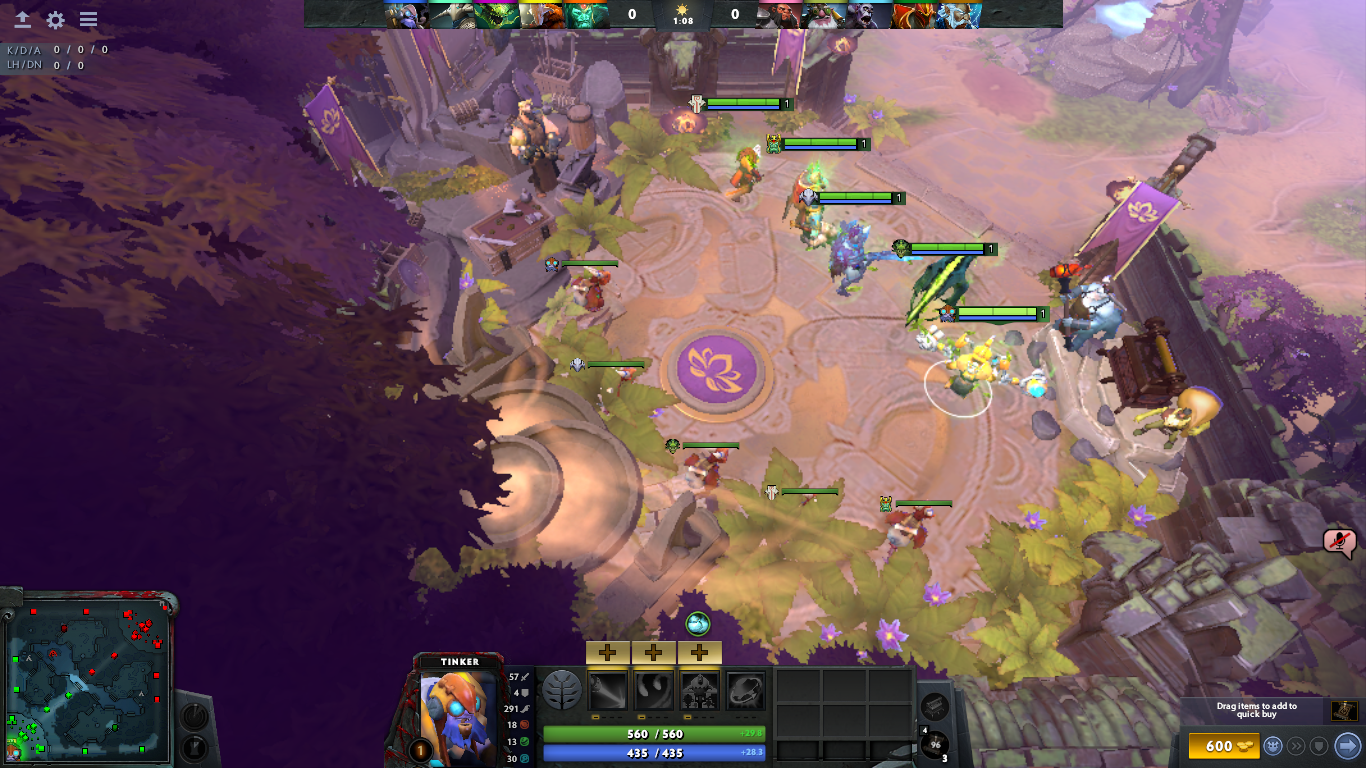 0 1:08 0
K/D/A 0 / 0 / 0
LH/DN 0 / 0
1
1
1
1
1
TINKER
57
4
291
18
13
30
1
560 / 560 +29.8
435 / 435 +28.3
4
96
3
Drag items to add to
quick buy
600